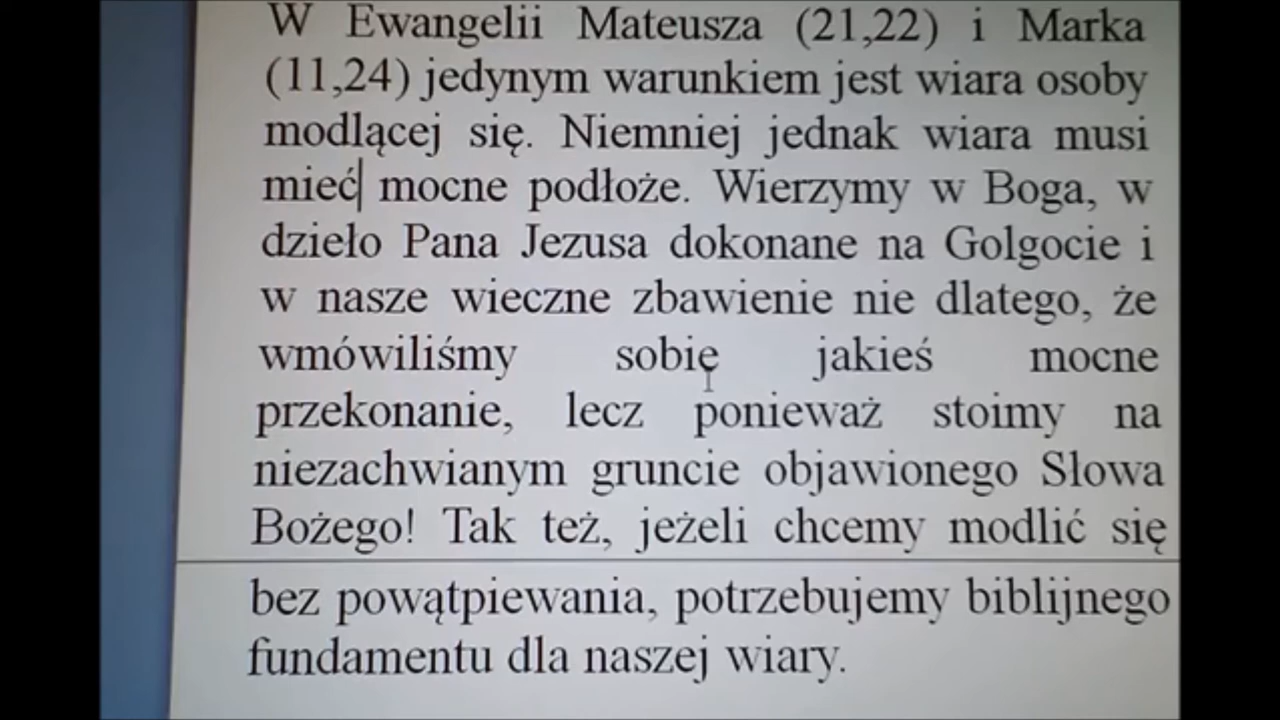 W Ewangelii Mateusza (21,22) i Marka
(11,24) jedynym warunkiem jest wiara osoby
modlącej się. Niemniej jednak wiara musi
mieć mocne podłoże. Wierzymy w Boga, w
dzieło Pana Jezusa dokonane na Golgocie i
w nasze wieczne zbawienie nie dlatego, że
wmówiliśmy sobie jakieś mocne
przekonanie, lecz ponieważ stoimy na
niezachwianym gruncie objawionego Słowa
Bożego! Tak też, jeżeli chcemy modlić się
bez powątpiewania, potrzebujemy biblijnego
fundamentu dla naszej wiary.